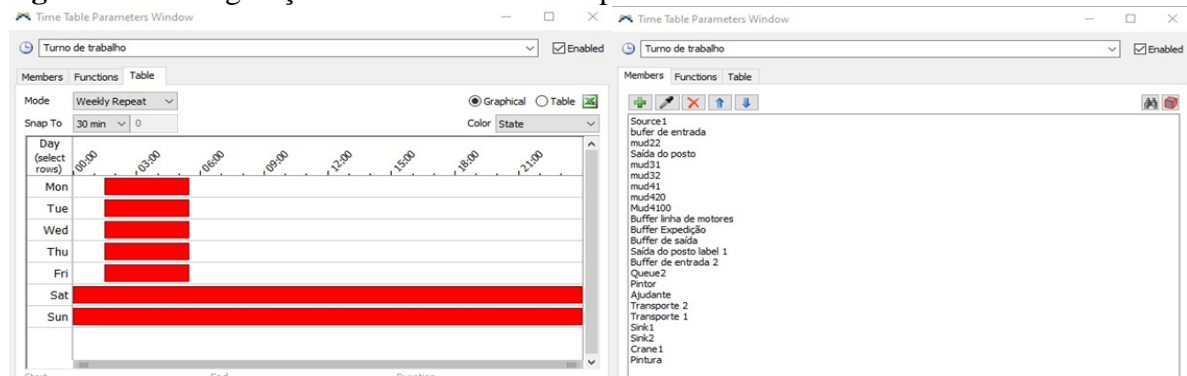 Time Table Parameters Window
Turno de trabalho
Enabled
Members Functions Table
Mode Weekly Repeat Graphical Table
Snap To 30 min 0 Color State
Day (select rows) 00:00 03:00 06:00 09:00 12:00 15:00 18:00 21:00
Mon
Tue
Wed
Thu
Fri
Sat
Sun
Time Table Parameters Window
Turno de trabalho
Enabled
Members Functions Table
Source1
bufer de entrada
mud22
Saída do posto
mud31
mud32
mud41
mud420
Mud4100
Buffer linha de motores
Buffer Expedição
Buffer de saída
Saída do posto label 1
Buffer de entrada 2
Queue2
Pintor
Ajudante
Transporte 2
Transporte 1
Sink1
Sink2
Crane1
Pintura